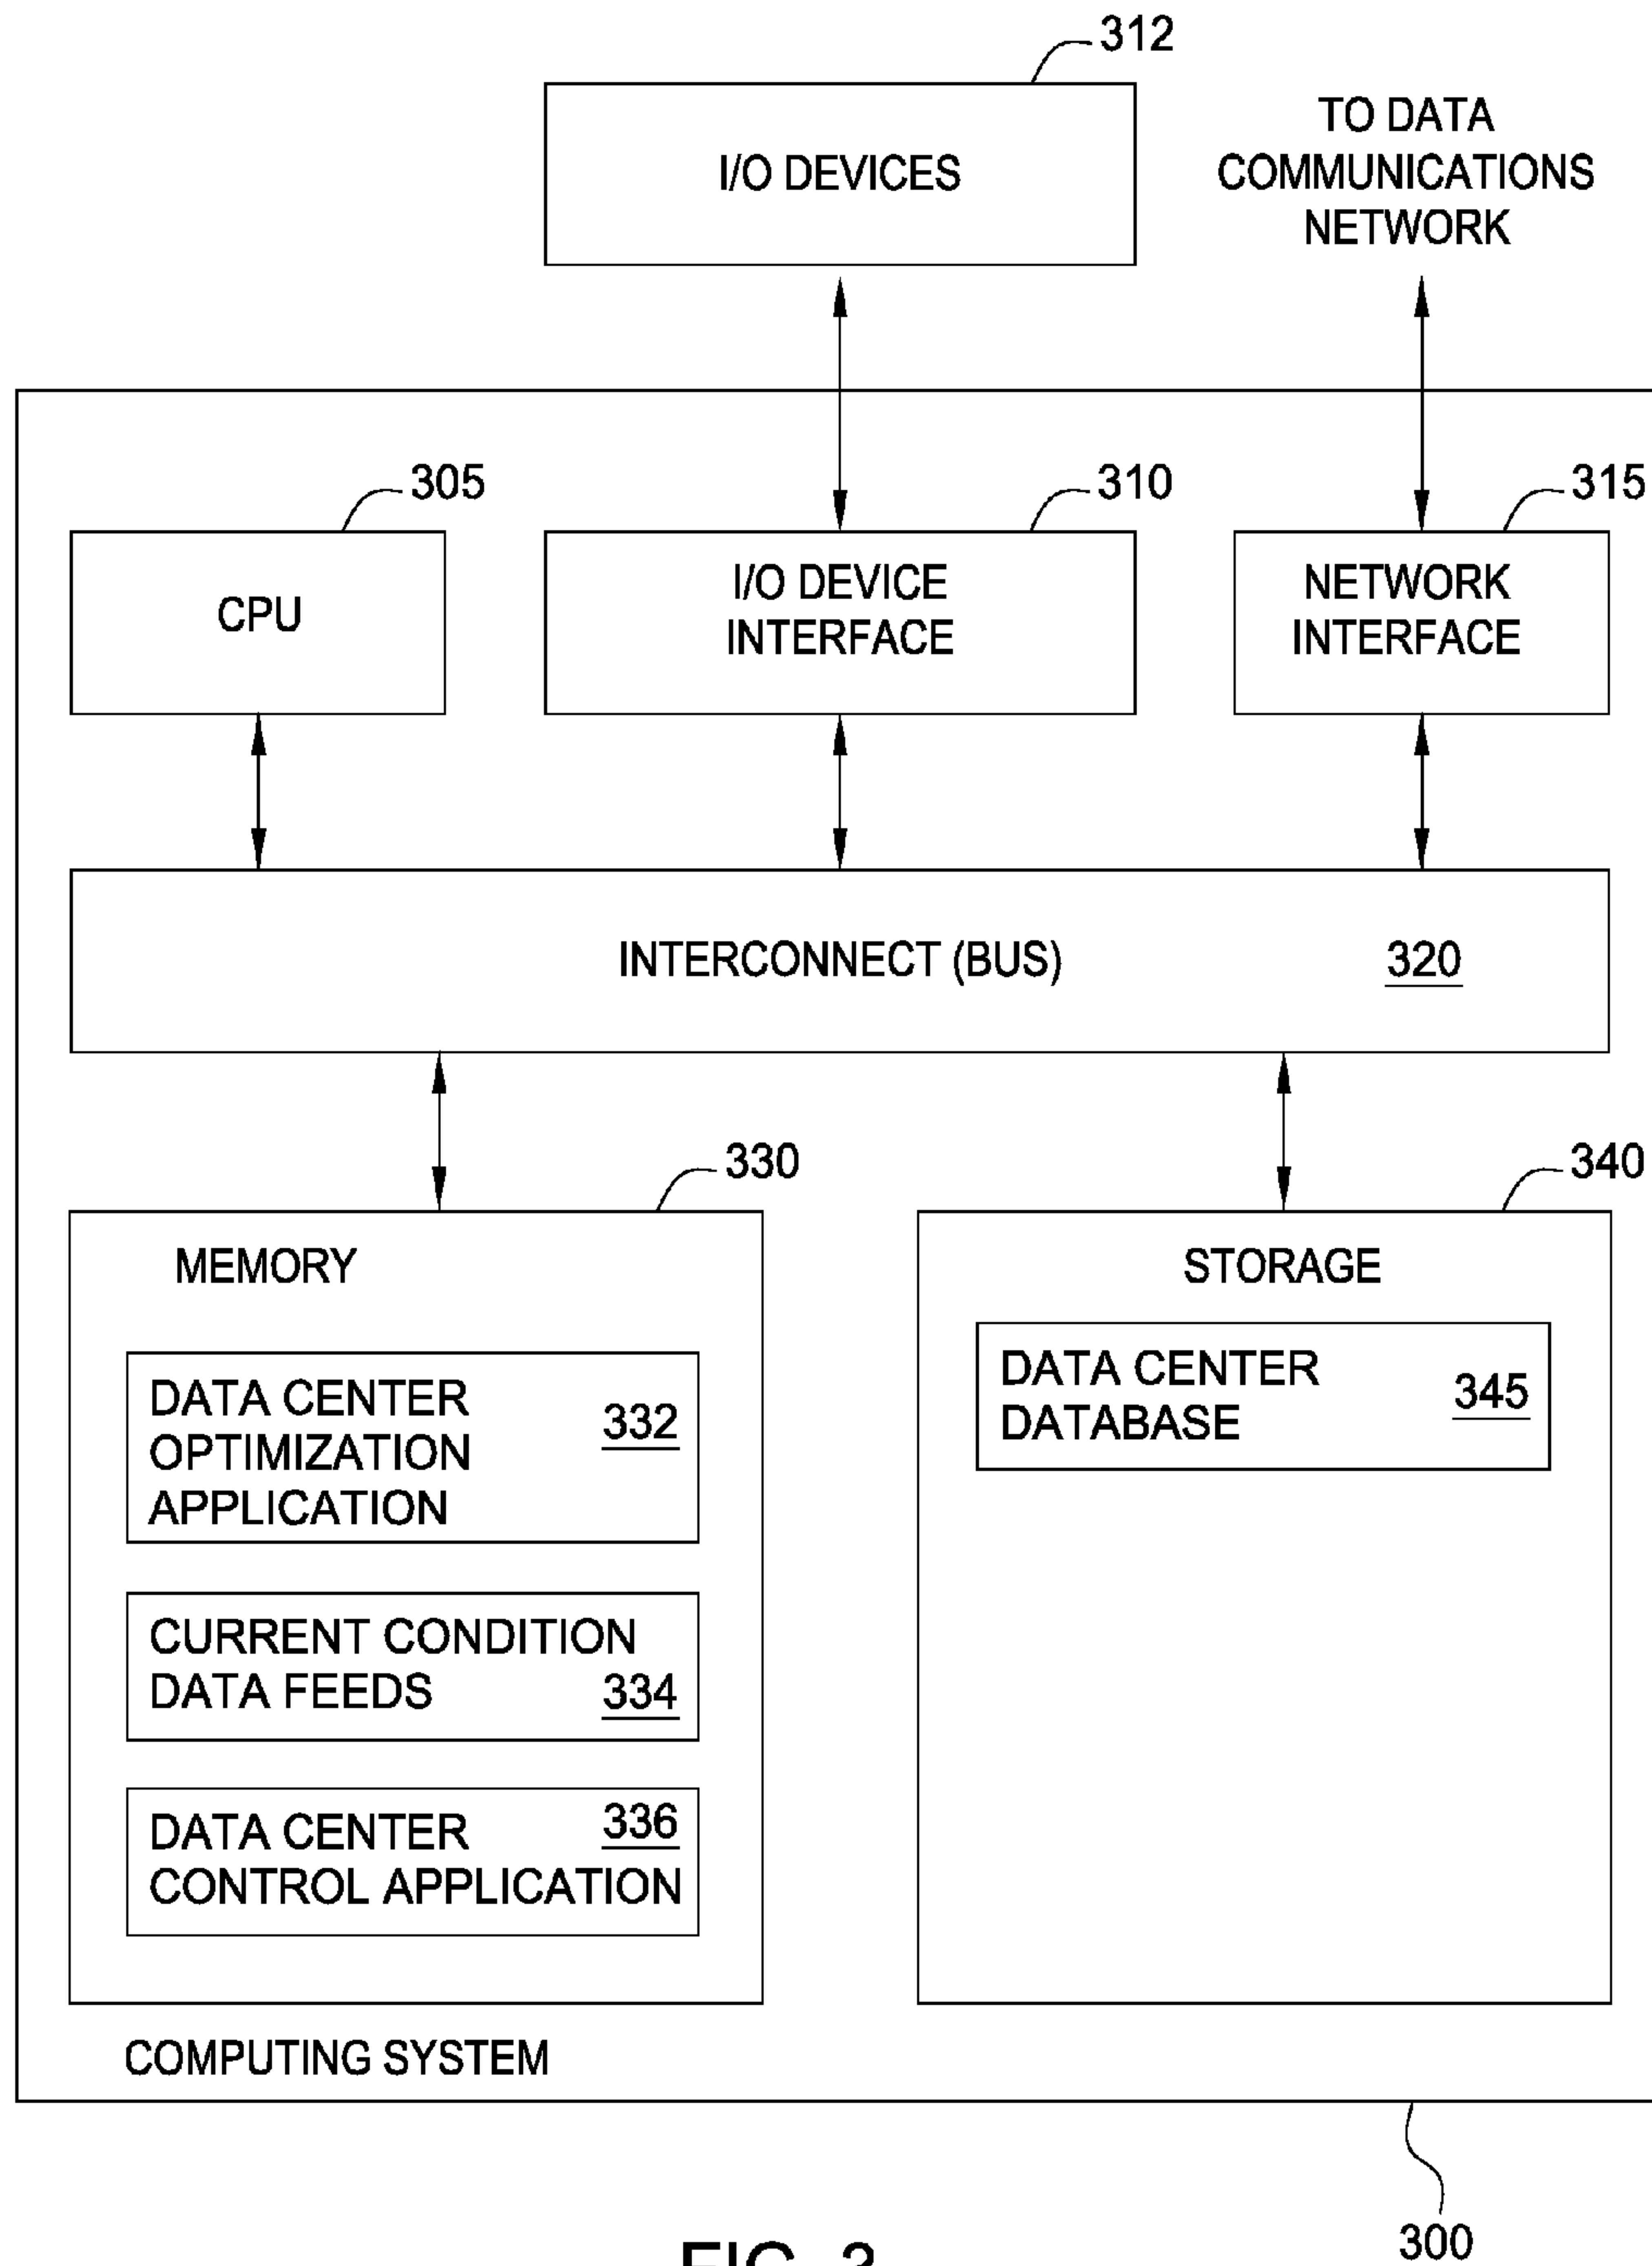 312
I/O DEVICES
TO DATA
COMMUNICATIONS
NETWORK
305
310
315
CPU
I/O DEVICE
INTERFACE
NETWORK
INTERFACE
INTERCONNECT (BUS)
320
330
340
MEMORY
STORAGE
DATA CENTER
OPTIMIZATION
APPLICATION
332
DATA CENTER
DATABASE
345
CURRENT CONDITION
DATA FEEDS
334
DATA CENTER
CONTROL APPLICATION
336
COMPUTING SYSTEM
300
FIG. 3